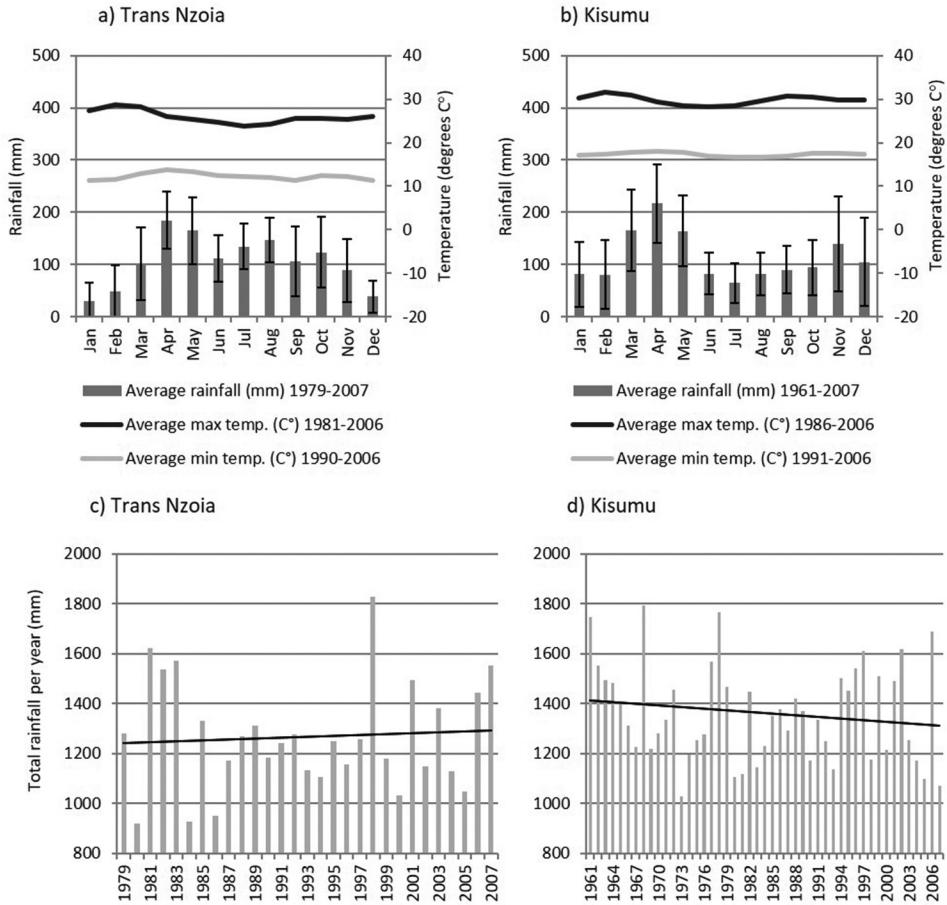 a) Trans Nzoia
b) Kisumu
500
400
300
200
100
0
Rainfall (mm)
40
30
20
10
0
-10
-20
Temperature (degrees C°)
Jan Feb Mar Apr May Jun Jul Aug Sep Oct Nov Dec
Average rainfall (mm) 1979-2007
Average max temp. (C°) 1981-2006
Average min temp. (C°) 1990-2006
500
400
300
200
100
0
Rainfall (mm)
40
30
20
10
0
-10
-20
Temperature (degrees C°)
Jan Feb Mar Apr May Jun Jul Aug Sep Oct Nov Dec
Average rainfall (mm) 1961-2007
Average max temp. (C°) 1986-2006
Average min temp. (C°) 1991-2006
c) Trans Nzoia
d) Kisumu
Total rainfall per year (mm)
2000
1800
1600
1400
1200
1000
800
1979 1981 1983 1985 1987 1989 1991 1993 1995 1997 1999 2001 2003 2005 2007
2000
1800
1600
1400
1200
1000
800
1961 1964 1967 1970 1973 1976 1979 1982 1985 1988 1991 1994 1997 2000 2003 2006